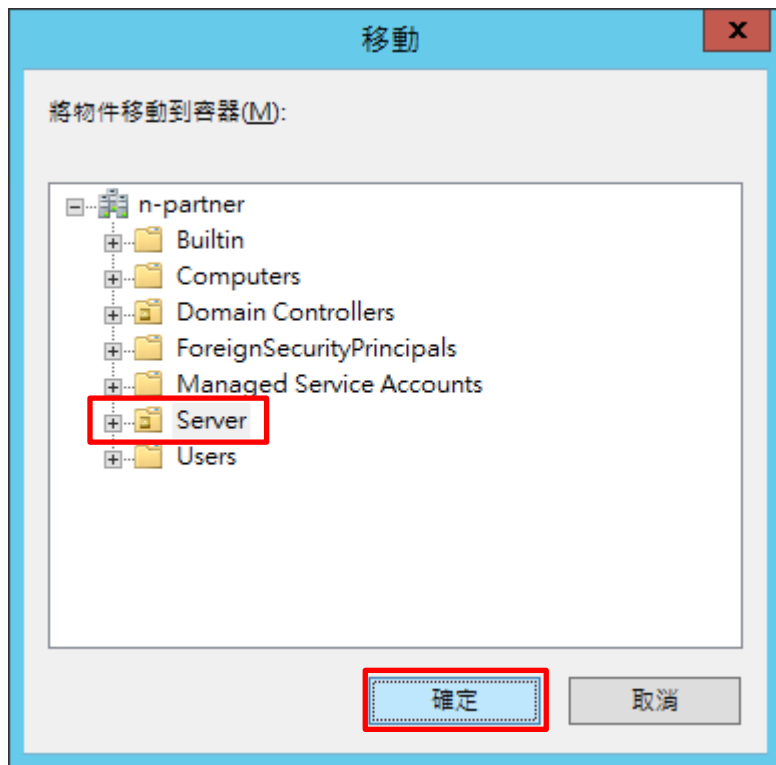 移動
x
將物件移動到容器(M):
n-partner
Builtin
Computers
Domain Controllers
ForeignSecurityPrincipals
Managed Service Accounts
Server
Users
確定 取消